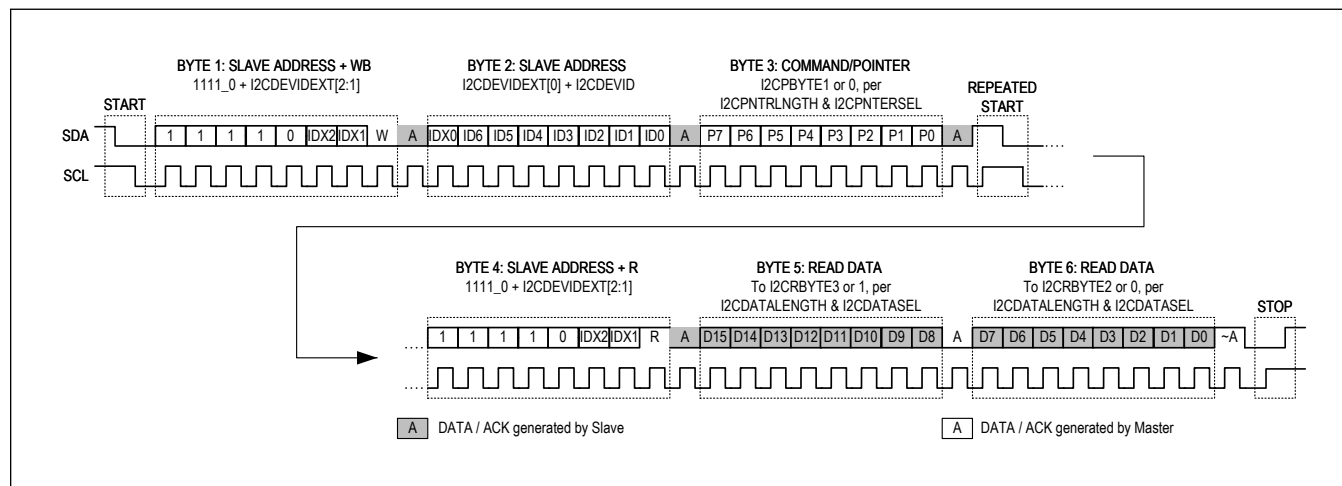 BYTE 1: SLAVE ADDRESS + WB
1111_0 + I2CDEVIDEXT[2:1]
BYTE 2: SLAVE ADDRESS
I2CDEVIDEXT[0] + I2CDEVID
BYTE 3: COMMAND/POINTER
I2CPBYTE1 or 0, per
I2CPNTRLNGTH & I2CPNTERSEL
START
REPEATED
START
SDA 1 1 1 1 0 IDX2 IDX1 W A IDX0 ID6 ID5 ID4 ID3 ID2 ID1 ID0 A P7 P6 P5 P4 P3 P2 P1 P0 A ....
SCL ....
BYTE 4: SLAVE ADDRESS + R
1111_0 + I2CDEVIDEXT[2:1]
BYTE 5: READ DATA
To I2CRBYTE3 or 1, per
I2CDATALENGTH & I2CDATASEL
BYTE 6: READ DATA
To I2CRBYTE2 or 0, per
I2CDATALENGTH & I2CDATASEL
STOP
.... 1 1 1 1 0 IDX2 IDX1 R A D15 D14 D13 D12 D11 D10 D9 D8 A D7 D6 D5 D4 D3 D2 D1 D0 ~A
....
A DATA / ACK generated by Slave
A DATA / ACK generated by Master